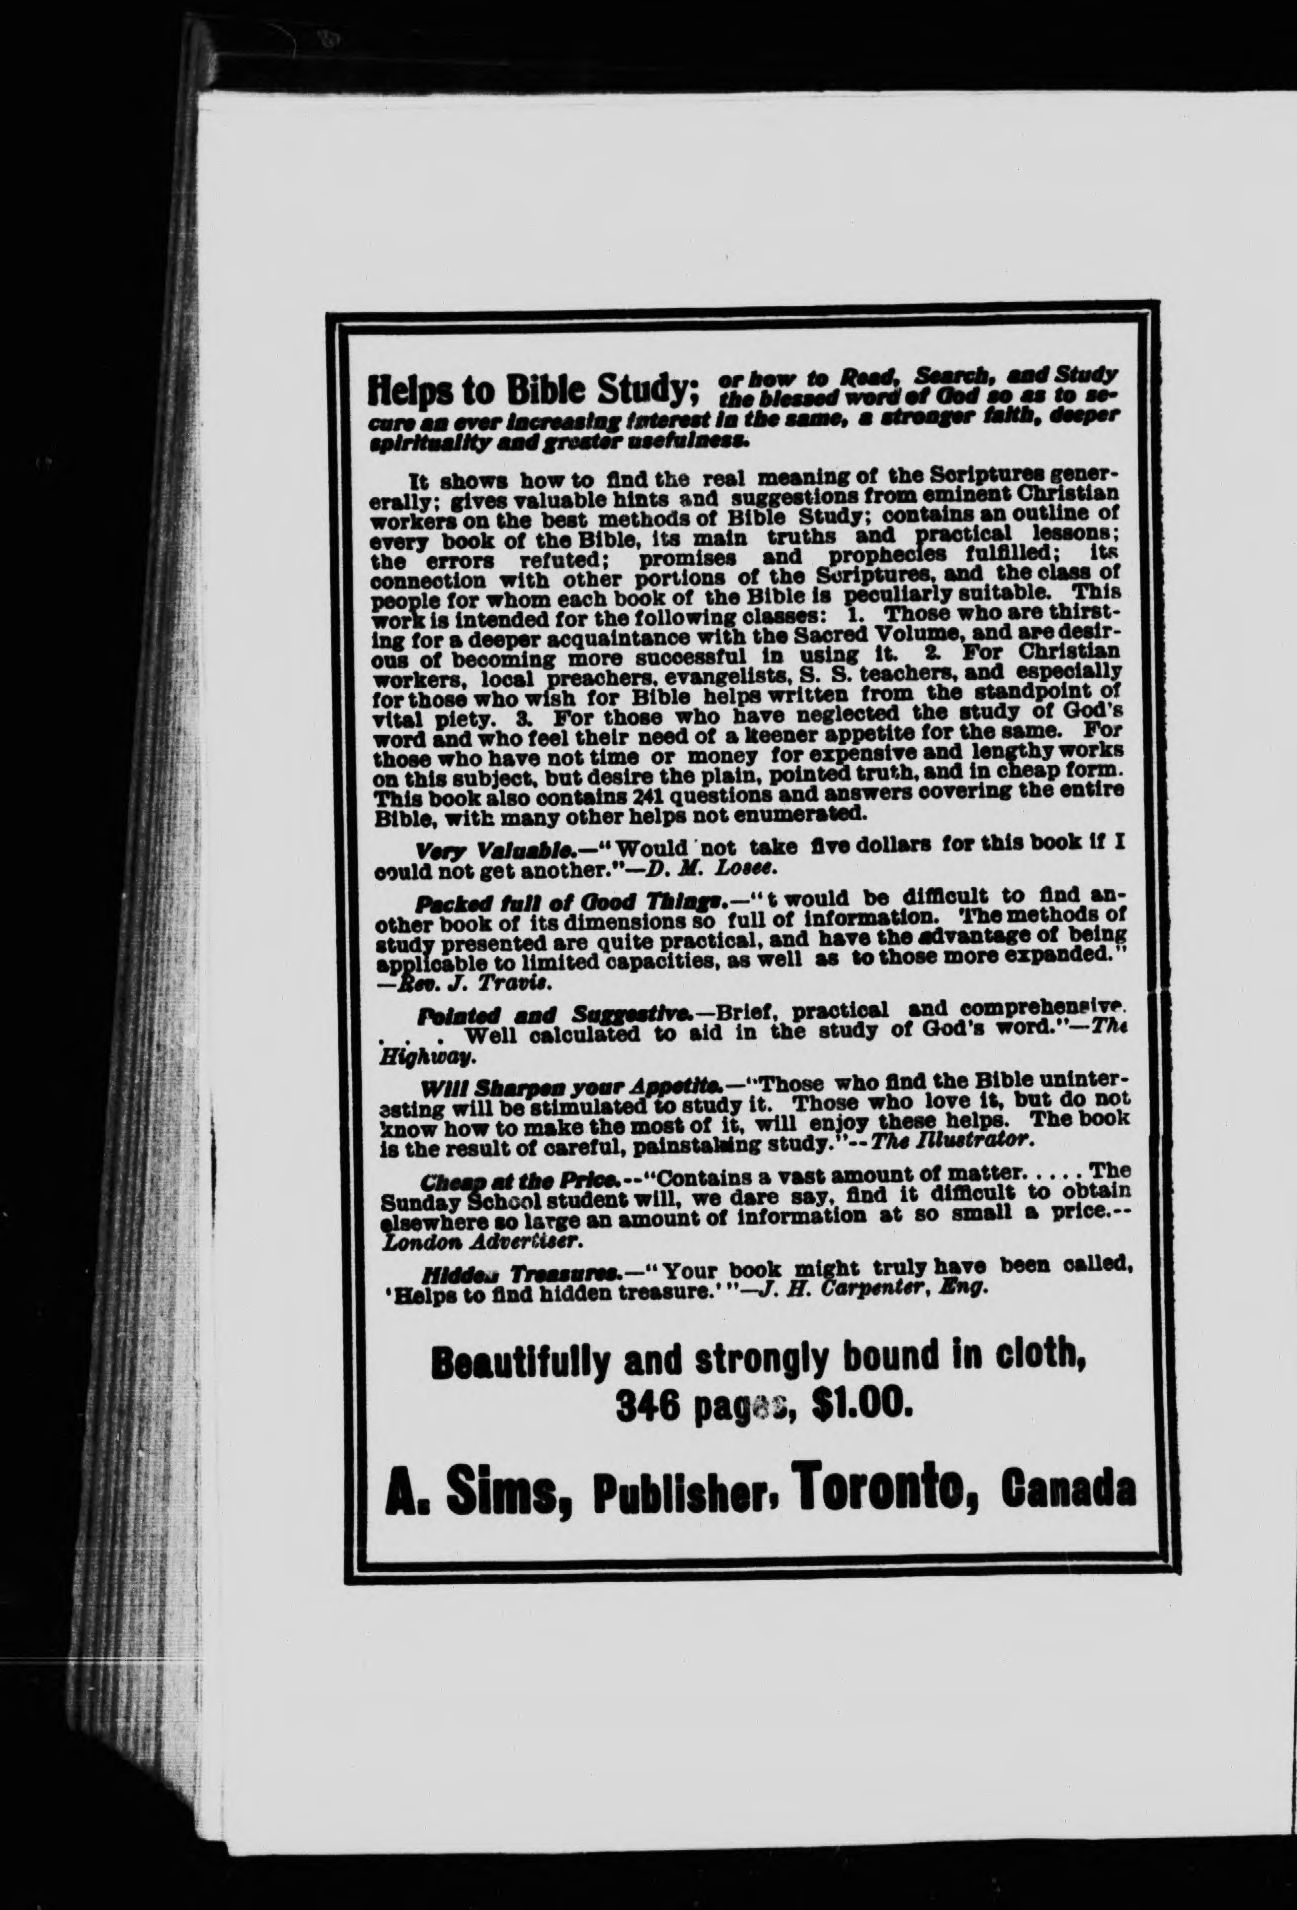 Helps to Bible Study; or how to Read, Search, and Study
the blessed word of God so as to se-
cure an ever increasing interest in the same, a stronger faith, deeper
spirituality and greater usefulness.
It shows how to find the real meaning of the Scriptures gener-
erally; gives valuable hints and suggestions from eminent Christian
workers on the best methods of Bible Study; contains an outline of
every book of the Bible, its main truths and practical lessons;
the errors refuted; promises and prophecies fulfilled; its
connection with other portions of the Scriptures, and the class of
people for whom each book of the Bible is peculiarly suitable. This
work is intended for the following classes: 1. Those who are thirst-
ing for a deeper acquaintance with the Sacred Volume, and are desir-
ous of becoming more successful in using it. 2. For Christian
workers, local preachers, evangelists, S. S. teachers, and especially
for those who wish for Bible helps written from the standpoint of
vital piety. 3. For those who have neglected the study of God's
word and who feel their need of a keener appetite for the same. For
those who have not time or money for expensive and lengthy works
on this subject, but desire the plain, pointed truth, and in cheap form.
This book also contains 241 questions and answers covering the entire
Bible, with many other helps not enumerated.
Very Valuable.—"Would not take five dollars for this book if I
could not get another."—D. M. Losee.
Packed full of Good Things.—"t would be difficult to find an-
other book of its dimensions so full of information. The methods of
study presented are quite practical, and have the advantage of being
applicable to limited capacities, as well as to those more expanded."
—Rev. J. Travis.
Pointed and Suggestive.—Brief, practical and comprehensive.
. . . Well calculated to aid in the study of God's word."—The
Highway.
Will Sharpen your Appetite.—"Those who find the Bible uninter-
esting will be stimulated to study it. Those who love it, but do not
know how to make the most of it, will enjoy these helps. The book
is the result of careful, painstaking study."--The Illustrator.
Cheap at the Price.--"Contains a vast amount of matter..... The
Sunday School student will, we dare say, find it difficult to obtain
elsewhere so large an amount of information at so small a price.--
London Advertiser.
Hidden Treasures.—"Your book might truly have been called,
'Helps to find hidden treasure.'"—J. H. Carpenter, Eng.
Beautifully and strongly bound in cloth,
346 pages, $1.00.
A. Sims, Publisher, Toronto, Canada